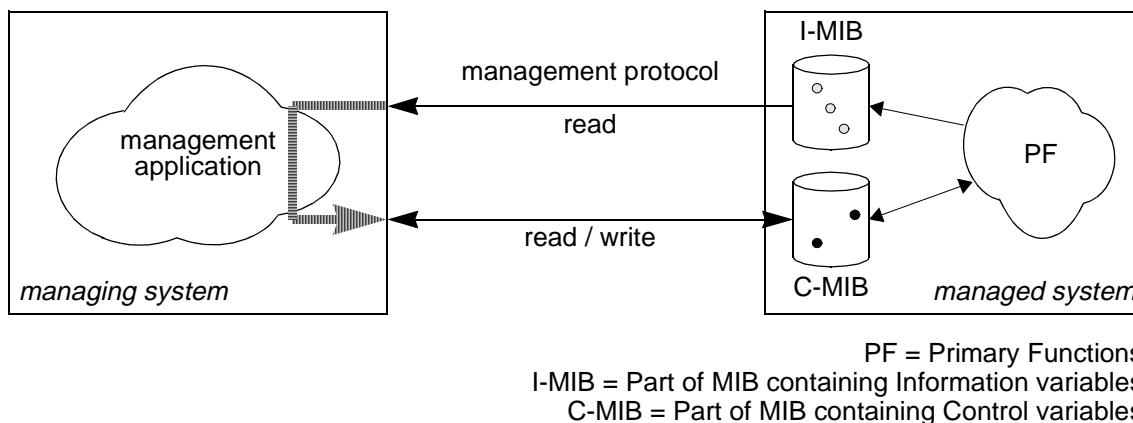 I-MIB
management protocol
management
application
read
PF
read / write
C-MIB
managing system
managed system
PF = Primary Functions
I-MIB = Part of MIB containing Information variables
C-MIB = Part of MIB containing Control variables